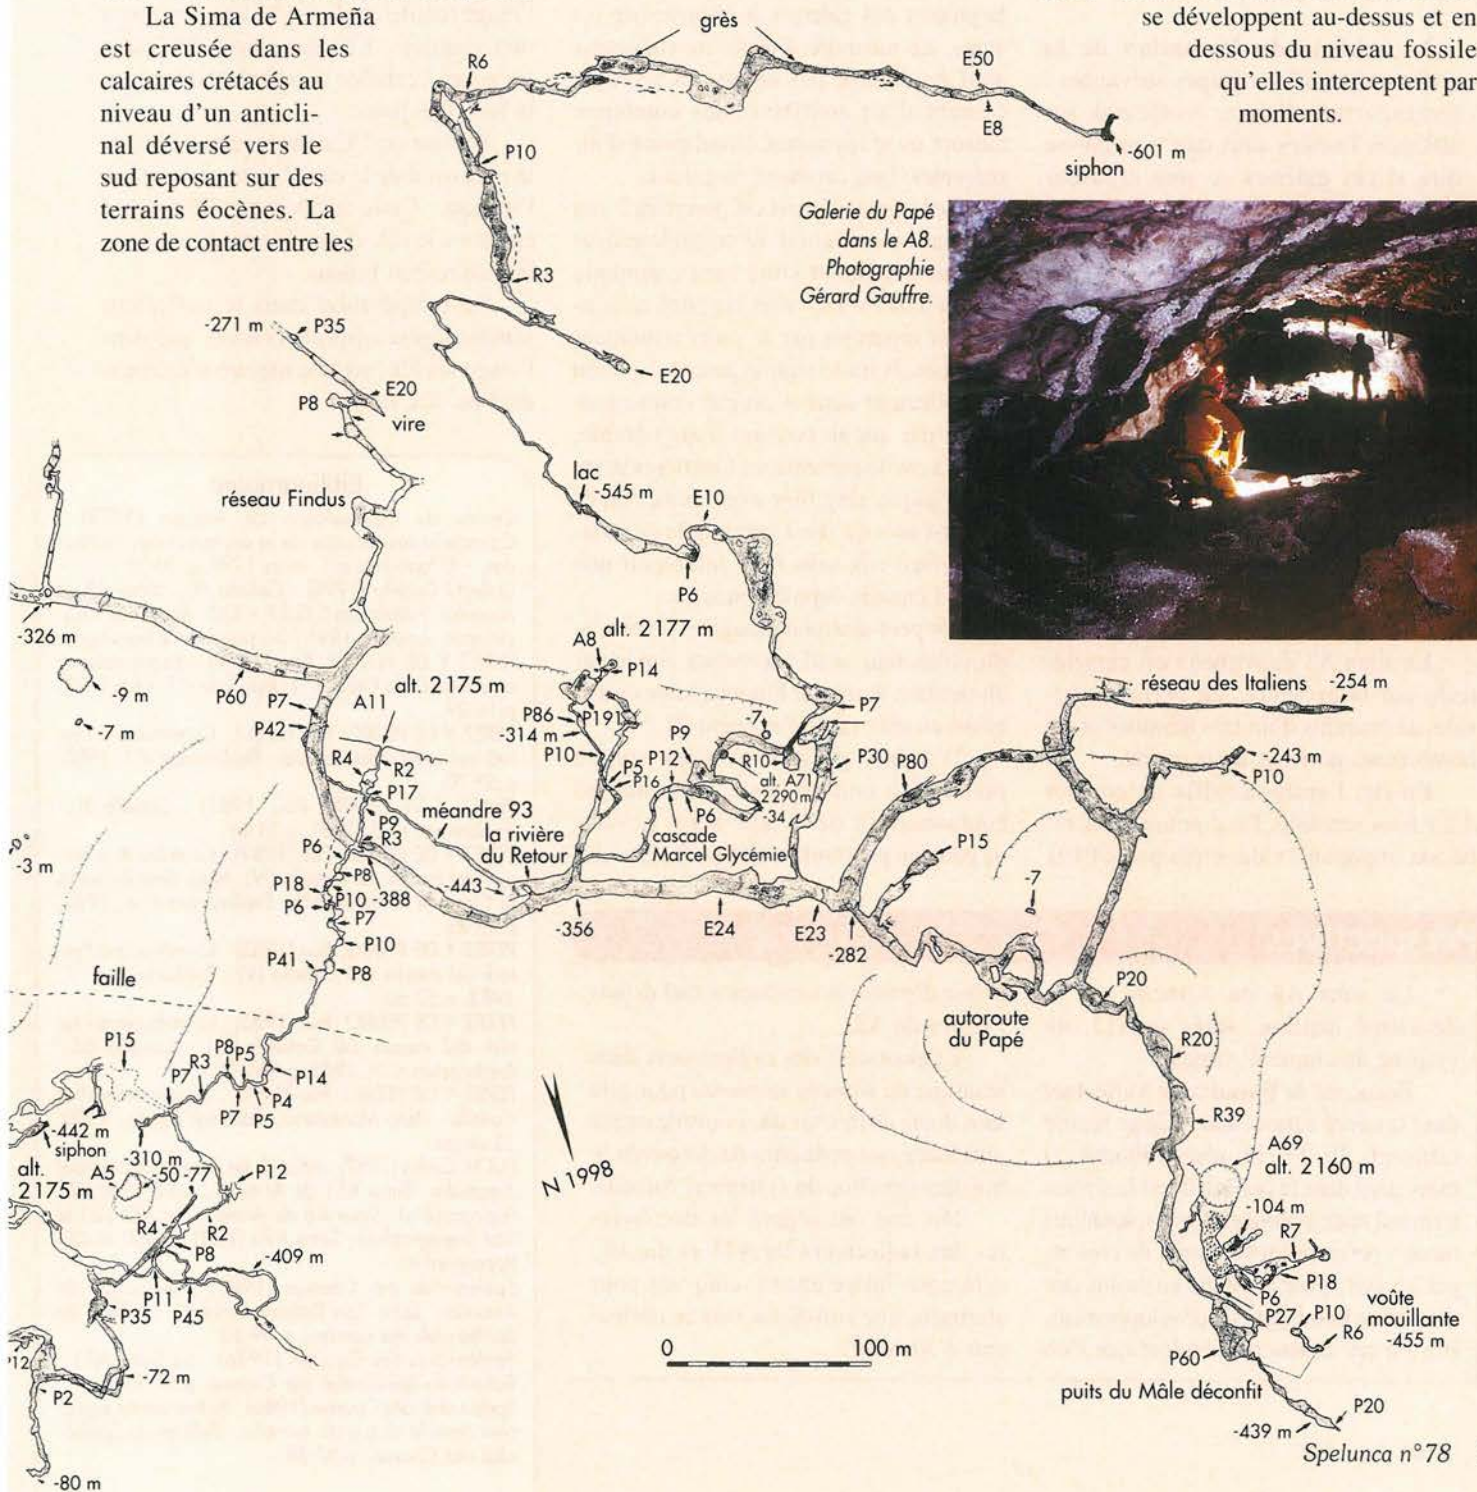 La Sima de Armeña
est creusée dans les
calcaires crétacés au
niveau d'un anticli-
nal déversé vers le
sud reposant sur des
terrains éocènes. La
zone de contact entre les
se développent au-dessus et en
dessous du niveau fossile
qu'elles interceptent par
moments.
grès
R6
E50
E8
P10
-601 m
siphon
R3
Galerie du Papé
dans le A8.
Photographie
Gérard Gauffre.
-271 m
P35
E20
E20
P8
vire
lac
-545 m
E10
réseau Findus
P6
-326 m
A8
alt. 2177 m
P14
-9 m
P60
P7
A11
alt. 2175 m
P7
réseau des Italiens
-254 m
-7 m
P42
P86
P191
-314 m
-7
R4
R2
P10
P9
P12
R10
P30
P80
-243 m
P10
P17
P5
P16
alt.
A71
2290 m
-34
méandre 93
P9
P6
la rivière
du Retour
cascade
Marcel Glycémie
P15
-3 m
P6
R3
P8
-388
-443
-7
P18
P10
P6
P7
-356
E24
E23
-282
P10
P41
P8
faille
P20
autoroute
du Papé
P15
R20
P7
R3
P8
P5
P14
P4
P7
P5
R39
-442 m
siphon
-310 m
A69
alt. 2160 m
alt.
2175 m
A5
-50
-77
P12
N 1998
-104 m
R4
R2
R7
P8
-409 m
P18
P6
P11
P45
P27
P10
voûte
mouillante
-455 m
P35
0
100 m
R6
P12
P60
-72 m
P2
puits du Mâle déconfit
P20
-439 m
Spelunca n°78
-80 m